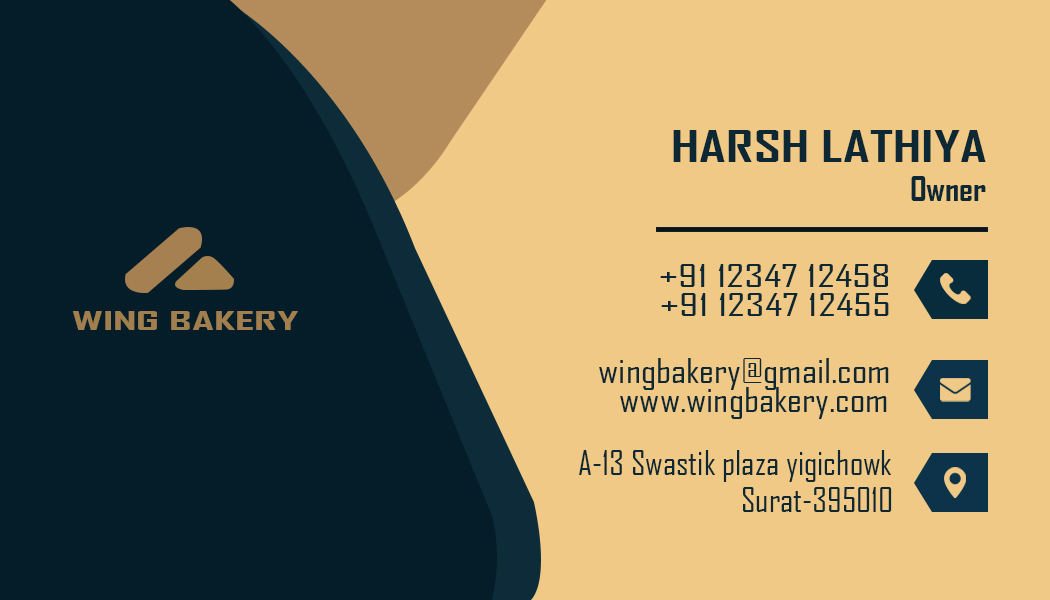 WING BAKERY
HARSH LATHIYA
Owner
+91 12347 12458
+91 12347 12455
wingbakery@gmail.com
www.wingbakery.com
A-13 Swastik plaza yigichowk
Surat-395010